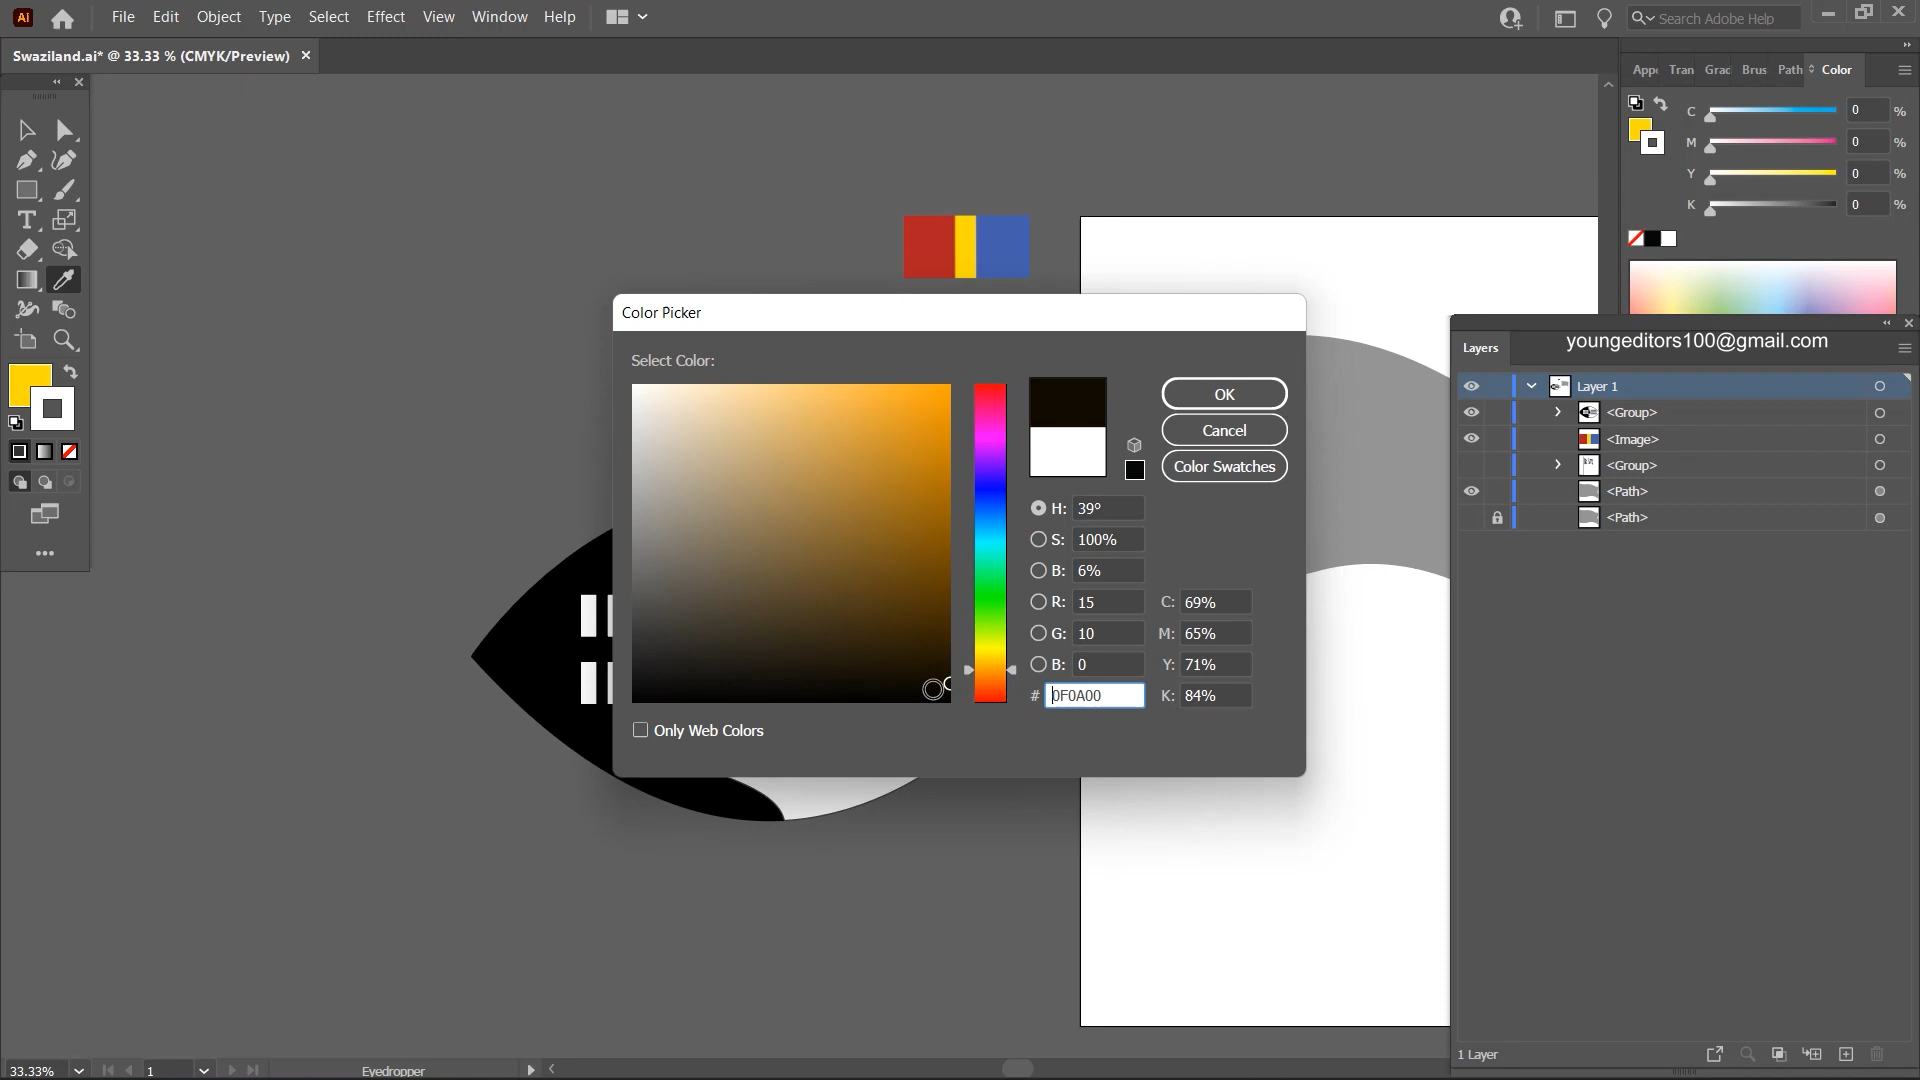 Ai File Edit Object Type Select Effect View Window Help Search Adobe Help
Swaziland.ai* @ 33.33 % (CMYK/Preview)
Appe Tran Grad Brus Path Color
C 0 %
M 0 %
Y 0 %
K 0 %
Color Picker
Select Color:
OK
Cancel
Color Swatches
H: 39°
S: 100%
B: 6%
R: 15 C: 69%
G: 10 M: 65%
B: 0 Y: 71%
# 0F0A00 K: 84%
Only Web Colors
youngeditors100@gmail.com
Layers
Layer 1
<Group>
<Image>
<Group>
<Path>
<Path>
1 Layer
33.33% 1 Eyedropper